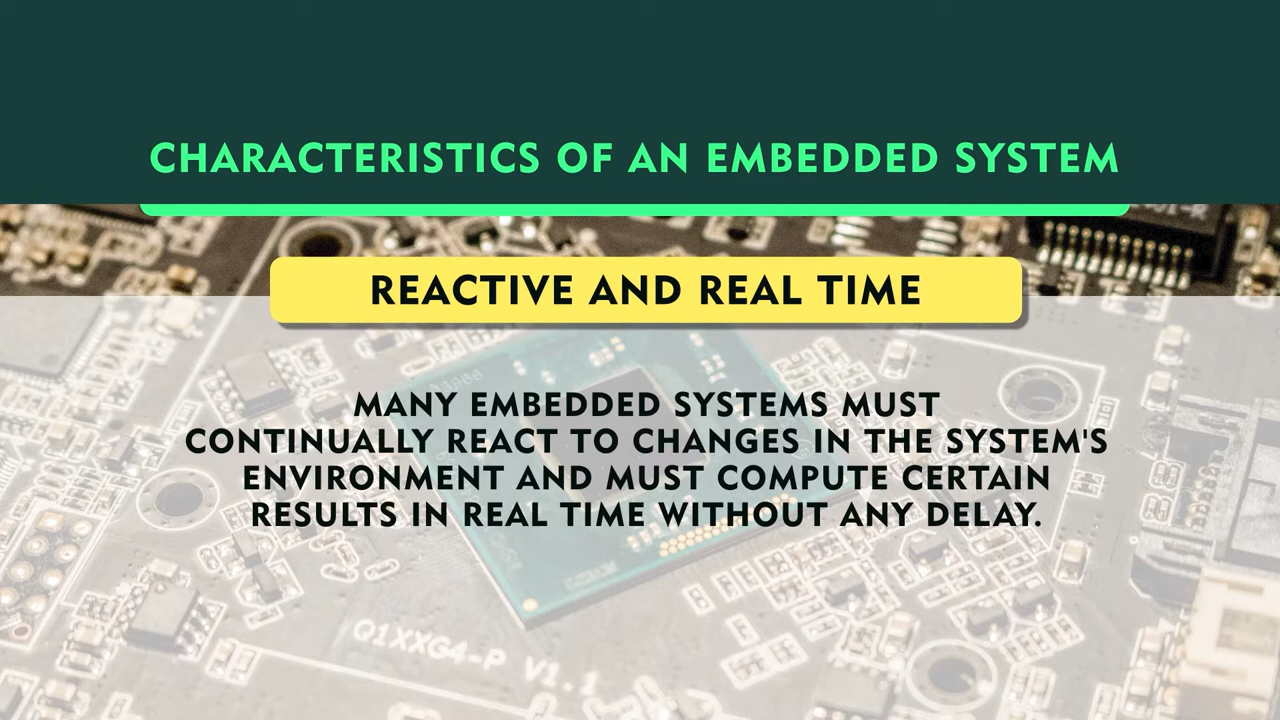 CHARACTERISTICS OF AN EMBEDDED SYSTEM
REACTIVE AND REAL TIME
MANY EMBEDDED SYSTEMS MUST
CONTINUALLY REACT TO CHANGES IN THE SYSTEM'S
ENVIRONMENT AND MUST COMPUTE CERTAIN
RESULTS IN REAL TIME WITHOUT ANY DELAY.
Q1XXG4-P V1.1